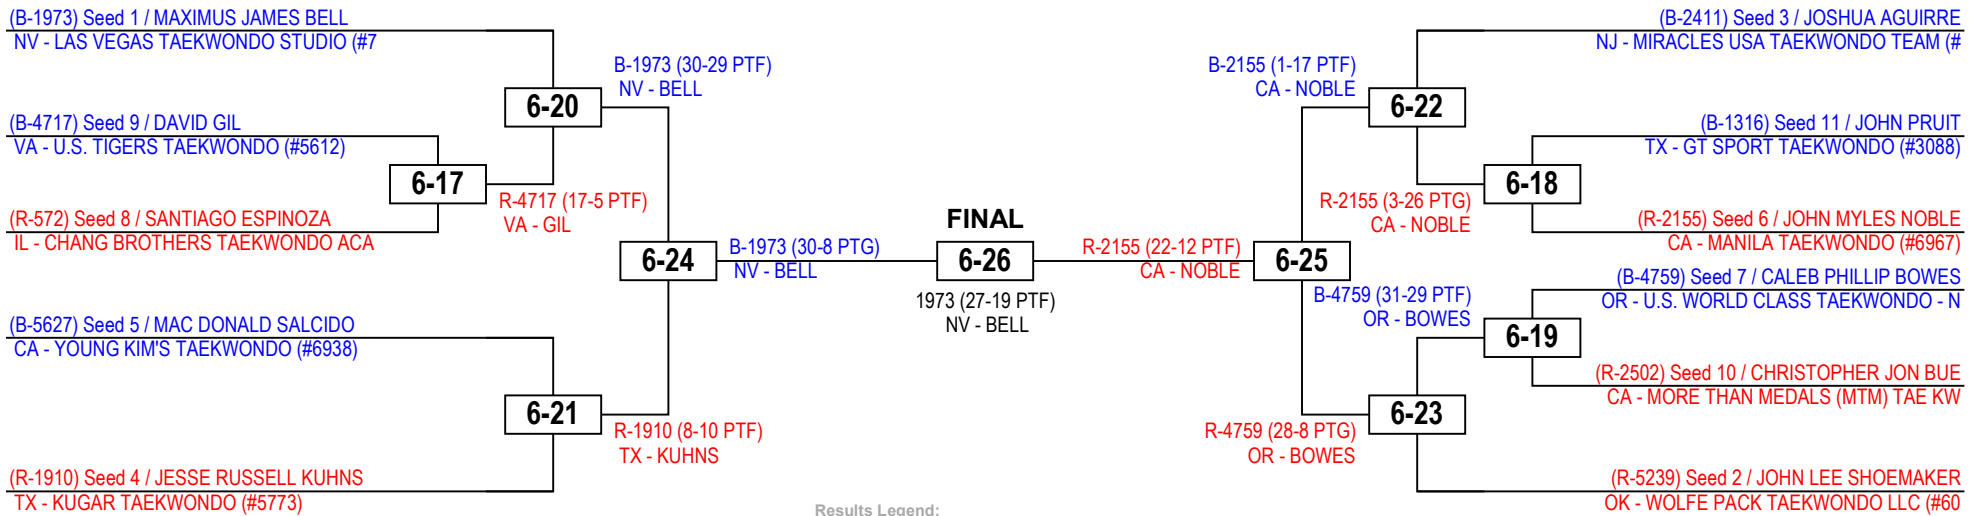 (B-1973) Seed 1 / MAXIMUS JAMES BELL
NV - LAS VEGAS TAEKWONDO STUDIO (#7
B-1973 (30-29 PTF)
NV - BELL
6-20
(B-4717) Seed 9 / DAVID GIL
VA - U.S. TIGERS TAEKWONDO (#5612)
6-17
R-4717 (17-5 PTF)
VA - GIL
(R-572) Seed 8 / SANTIAGO ESPINOZA
IL - CHANG BROTHERS TAEKWONDO ACA
6-24
B-1973 (30-8 PTG)
NV - BELL
(B-5627) Seed 5 / MAC DONALD SALCIDO
CA - YOUNG KIM'S TAEKWONDO (#6938)
6-21
R-1910 (8-10 PTF)
TX - KUHNS
(R-1910) Seed 4 / JESSE RUSSELL KUHNS
TX - KUGAR TAEKWONDO (#5773)
FINAL
6-26
1973 (27-19 PTF)
NV - BELL
(B-2411) Seed 3 / JOSHUA AGUIRRE
NJ - MIRACLES USA TAEKWONDO TEAM (#
B-2155 (1-17 PTF)
CA - NOBLE
6-22
(B-1316) Seed 11 / JOHN PRUIT
TX - GT SPORT TAEKWONDO (#3088)
6-18
R-2155 (3-26 PTG)
CA - NOBLE
(R-2155) Seed 6 / JOHN MYLES NOBLE
CA - MANILA TAEKWONDO (#6967)
R-2155 (22-12 PTF)
CA - NOBLE
6-25
(B-4759) Seed 7 / CALEB PHILLIP BOWES
OR - U.S. WORLD CLASS TAEKWONDO - N
B-4759 (31-29 PTF)
OR - BOWES
6-19
(R-2502) Seed 10 / CHRISTOPHER JON BUE
CA - MORE THAN MEDALS (MTM) TAE KW
6-23
R-4759 (28-8 PTG)
OR - BOWES
(R-5239) Seed 2 / JOHN LEE SHOEMAKER
OK - WOLFE PACK TAEKWONDO LLC (#60
Results Legend: